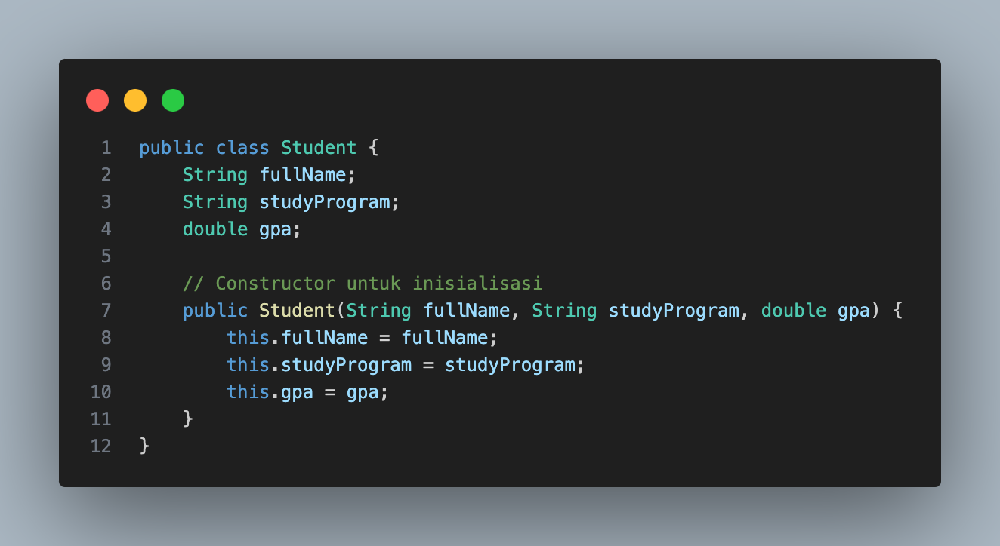 1 public class Student {
2 String fullName;
3 String studyProgram;
4 double gpa;
5
6 // Constructor untuk inisialisasi
7 public Student(String fullName, String studyProgram, double gpa) {
8 this.fullName = fullName;
9 this.studyProgram = studyProgram;
10 this.gpa = gpa;
11 }
12 }